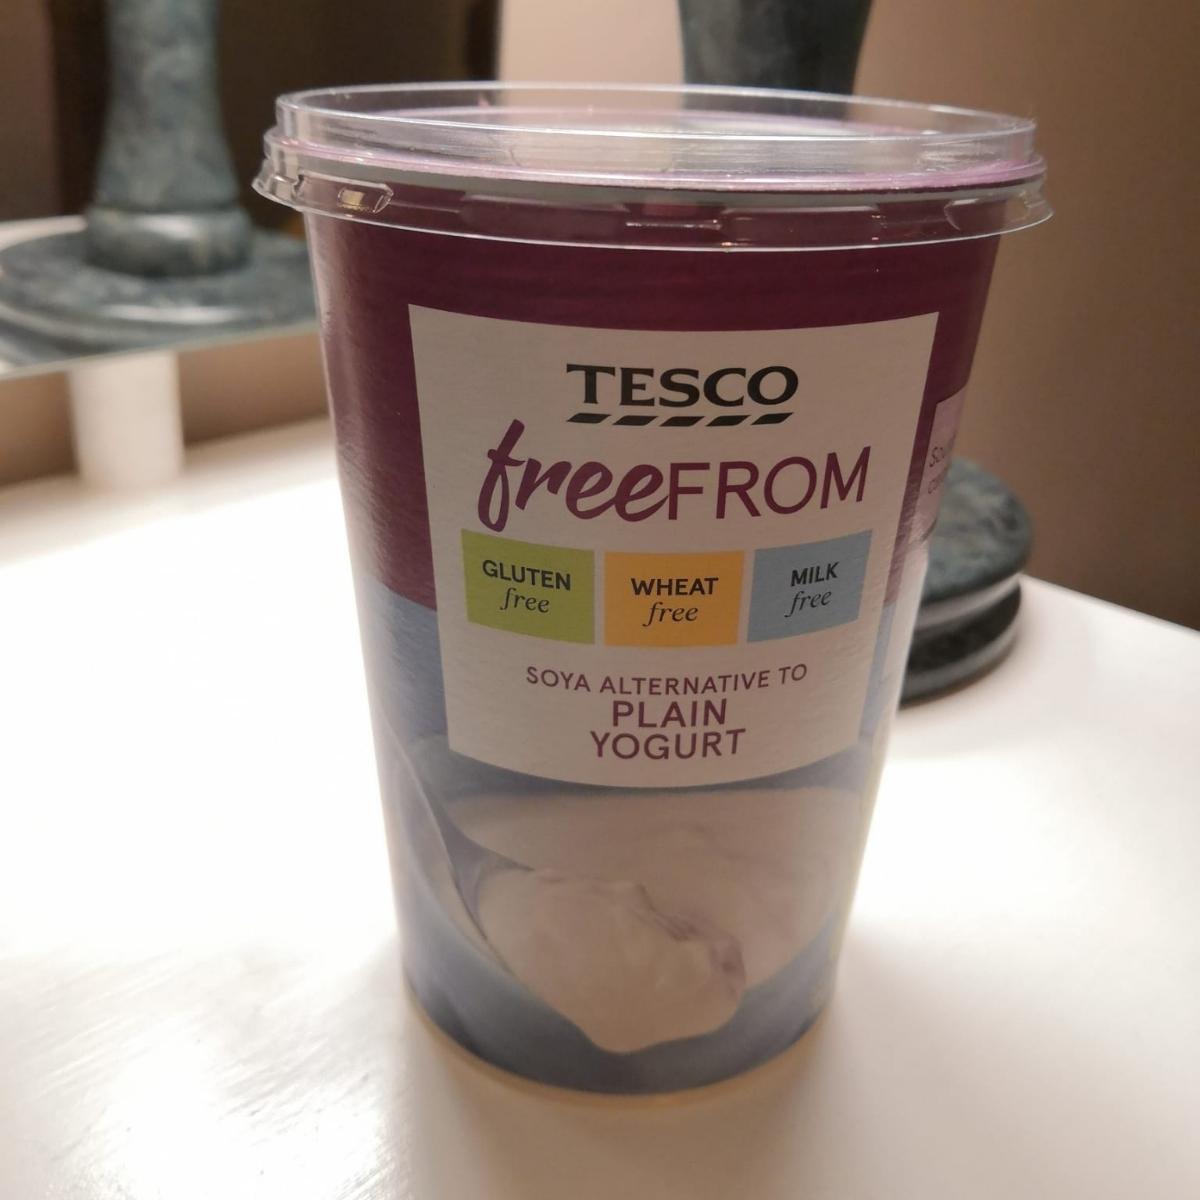 TESCO
freeFROM
GLUTEN
free
WHEAT
free
MILK
free
SOYA ALTERNATIVE TO
PLAIN
YOGURT